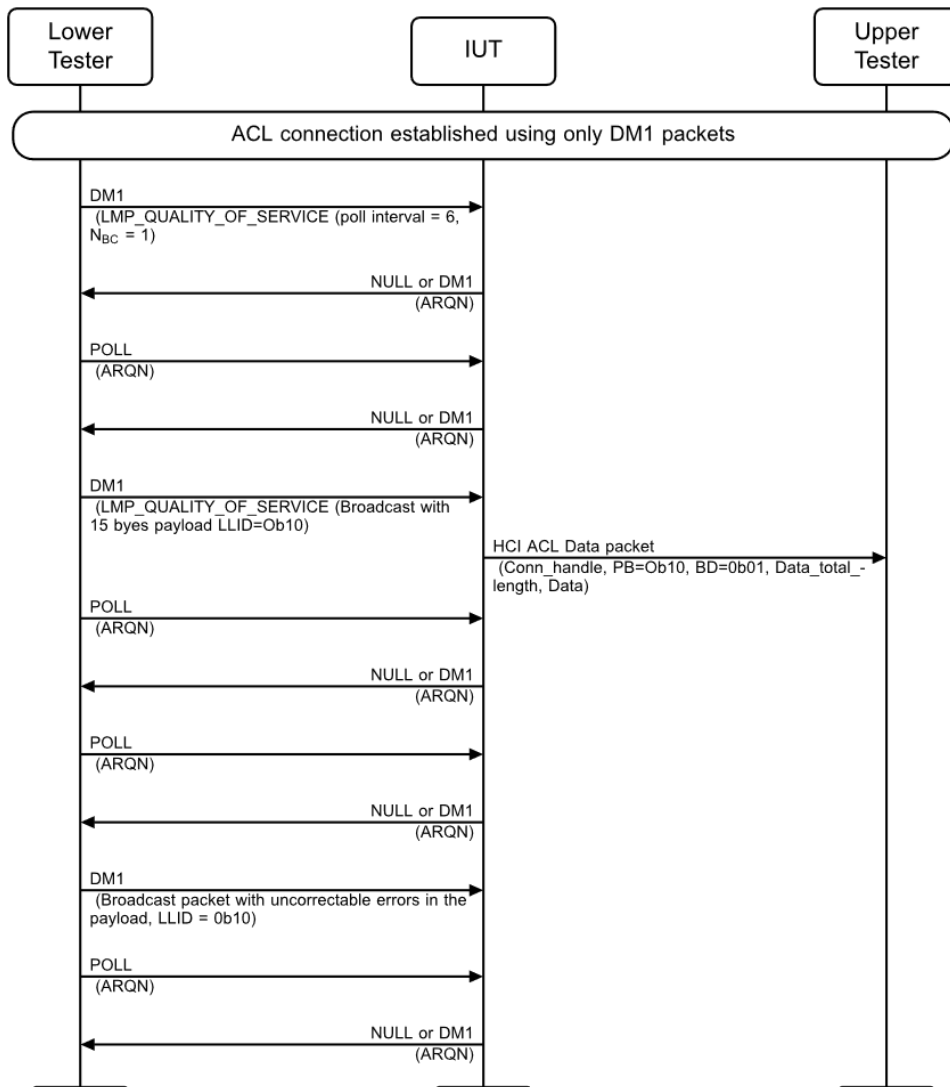 Lower
Tester
IUT
Upper
Tester
ACL connection established using only DM1 packets
DM1
(LMP_QUALITY_OF_SERVICE (poll interval = 6,
NBC = 1)
NULL or DM1
(ARQN)
POLL
(ARQN)
NULL or DM1
(ARQN)
DM1
(LMP_QUALITY_OF_SERVICE (Broadcast with
15 byes payload LLID=Ob10)
HCI ACL Data packet
(Conn_handle, PB=Ob10, BD=0b01, Data_total_-
length, Data)
POLL
(ARQN)
NULL or DM1
(ARQN)
POLL
(ARQN)
NULL or DM1
(ARQN)
DM1
(Broadcast packet with uncorrectable errors in the
payload, LLID = 0b10)
POLL
(ARQN)
NULL or DM1
(ARQN)